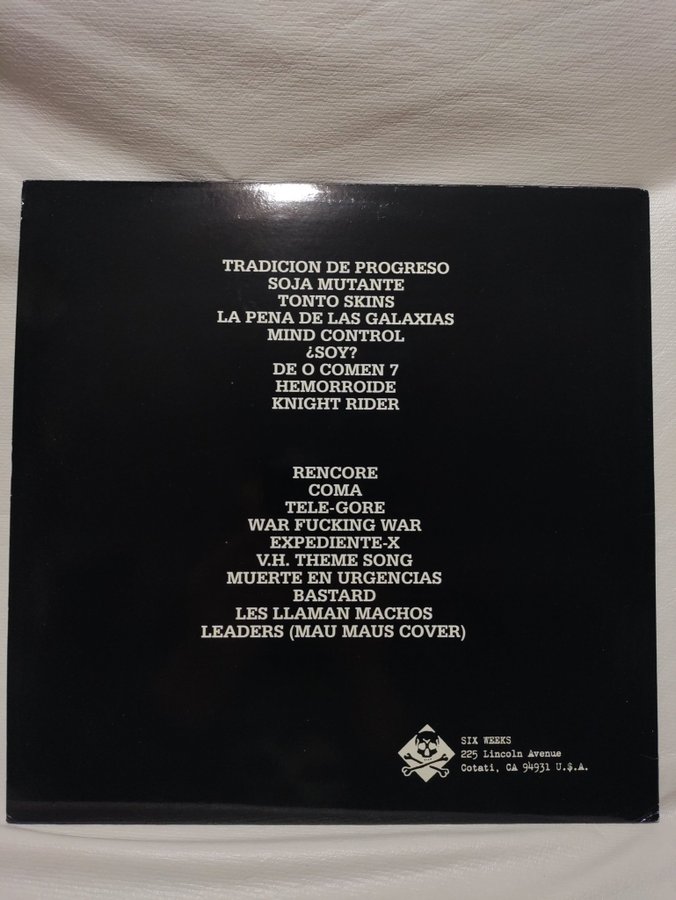 TRADICION DE PROGRESO
SOJA MUTANTE
TONTO SKINS
LA PENA DE LAS GALAXIAS
MIND CONTROL
¿SOY?
DE O COMEN 7
HEMORROIDE
KNIGHT RIDER
RENCORE
COMA
TELE-GORE
WAR FUCKING WAR
EXPEDIENTE-X
V.H. THEME SONG
MUERTE EN URGENCIAS
BASTARD
LES LLAMAN MACHOS
LEADERS (MAU MAUS COVER)
SIX WEEKS
225 Lincoln Avenue
Cotati, CA 94931 U.$.A.